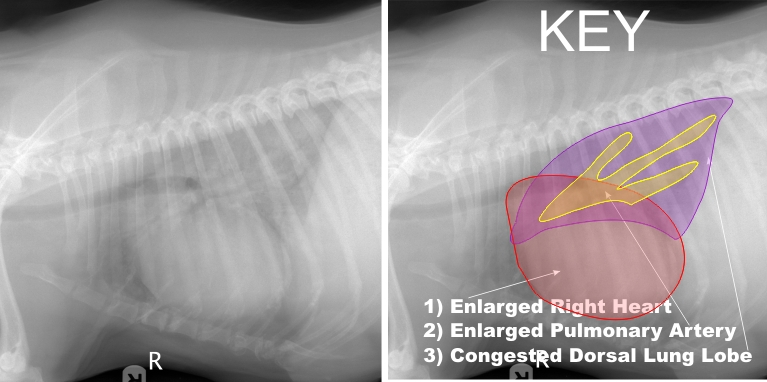 KEY
1) Enlarged Right Heart
2) Enlarged Pulmonary Artery
3) Congested Dorsal Lung Lobe
R
R
R
R